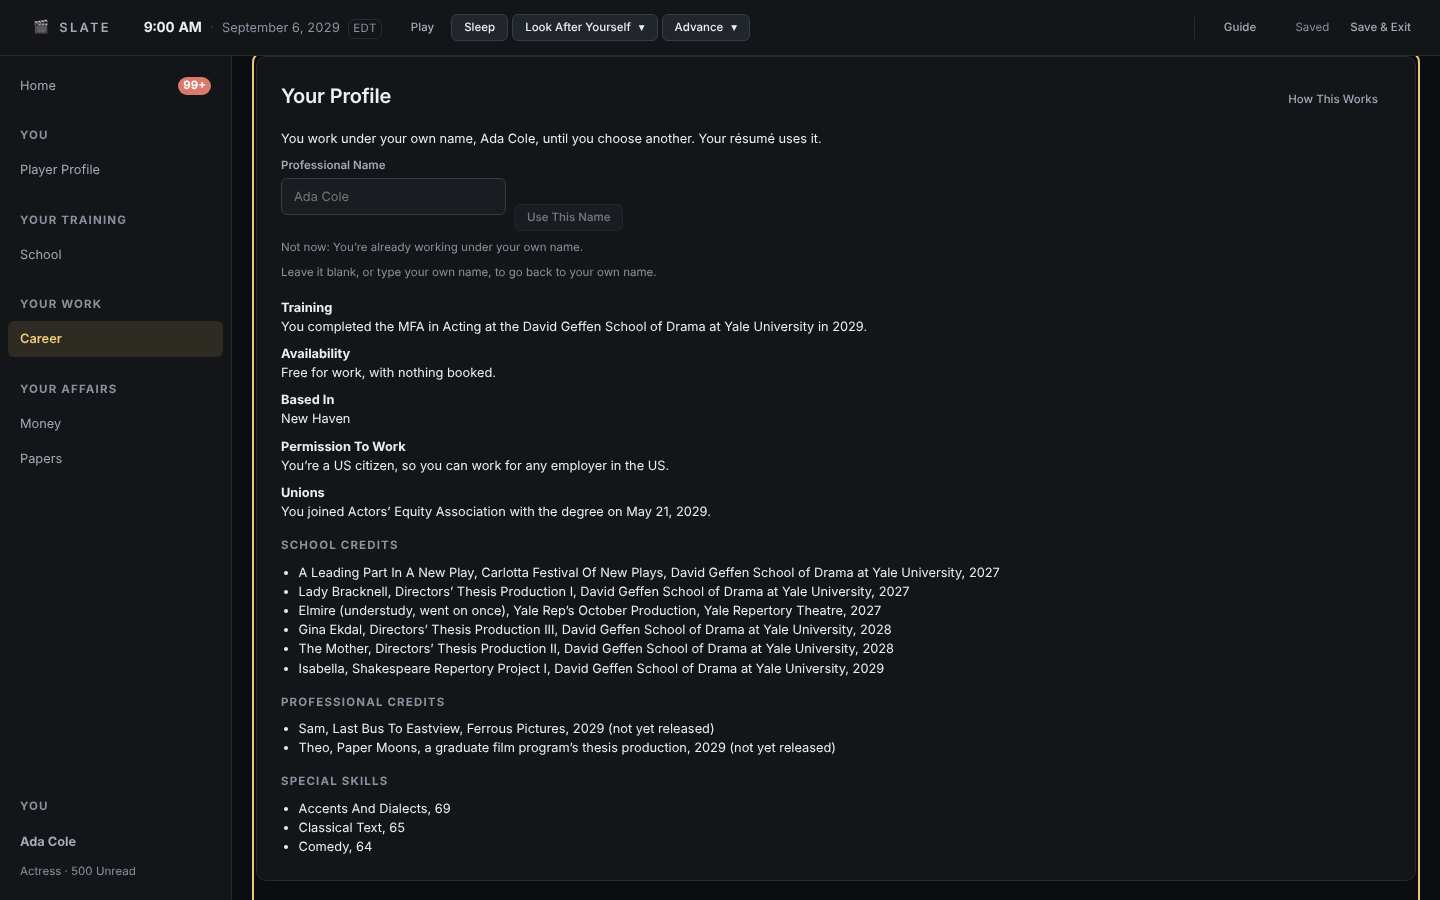 SLATE
9:00 AM · September 6, 2029 EDT
Play
Sleep
Look After Yourself ▾
Advance ▾
Guide
Saved
Save & Exit
Home
99+
YOU
Player Profile
YOUR TRAINING
School
YOUR WORK
Career
YOUR AFFAIRS
Money
Papers
YOU
Ada Cole
Actress · 500 Unread
Your Profile
How This Works
You work under your own name, Ada Cole, until you choose another. Your résumé uses it.
Professional Name
Ada Cole
Use This Name
Not now: You’re already working under your own name.
Leave it blank, or type your own name, to go back to your own name.
Training
You completed the MFA in Acting at the David Geffen School of Drama at Yale University in 2029.
Availability
Free for work, with nothing booked.
Based In
New Haven
Permission To Work
You’re a US citizen, so you can work for any employer in the US.
Unions
You joined Actors’ Equity Association with the degree on May 21, 2029.
SCHOOL CREDITS
• A Leading Part In A New Play, Carlotta Festival Of New Plays, David Geffen School of Drama at Yale University, 2027
• Lady Bracknell, Directors’ Thesis Production I, David Geffen School of Drama at Yale University, 2027
• Elmire (understudy, went on once), Yale Rep’s October Production, Yale Repertory Theatre, 2027
• Gina Ekdal, Directors’ Thesis Production III, David Geffen School of Drama at Yale University, 2028
• The Mother, Directors’ Thesis Production II, David Geffen School of Drama at Yale University, 2028
• Isabella, Shakespeare Repertory Project I, David Geffen School of Drama at Yale University, 2029
PROFESSIONAL CREDITS
• Sam, Last Bus To Eastview, Ferrous Pictures, 2029 (not yet released)
• Theo, Paper Moons, a graduate film program’s thesis production, 2029 (not yet released)
SPECIAL SKILLS
• Accents And Dialects, 69
• Classical Text, 65
• Comedy, 64